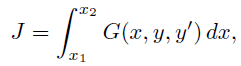 J = ∫_{x_1}^{x_2} G(x, y, y′) dx,